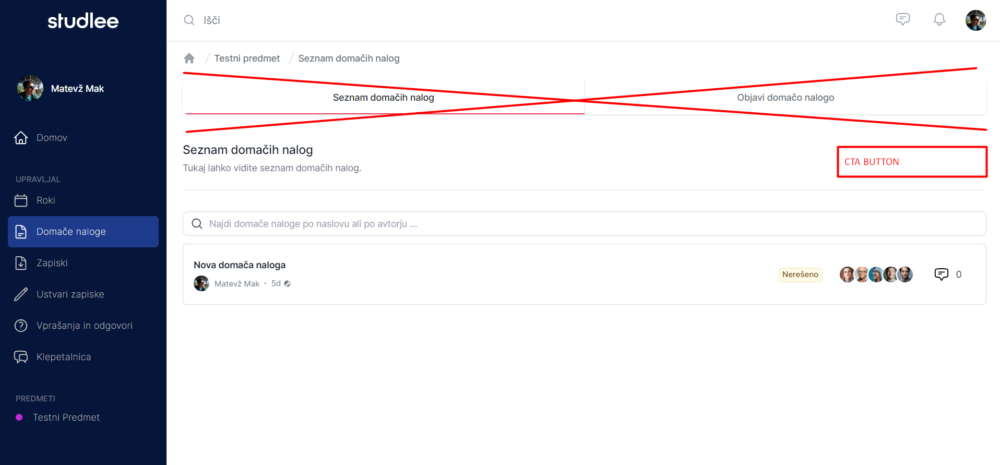 studlee
Išči
Matevž Mak
Domov
UPRAVLJAL
Roki
Domače naloge
Zapiski
Ustvari zapiske
Vprašanja in odgovori
Klepetalnica
PREDMETI
Testni Predmet
/ Testni predmet / Seznam domačih nalog
Seznam domačih nalog
Objavi domačo nalogo
Seznam domačih nalog
Tukaj lahko vidite seznam domačih nalog.
CTA BUTTON
Najdi domače naloge po naslovu ali po avtorju ...
Nova domača naloga
Matevž Mak · 5d
Nerešeno
0